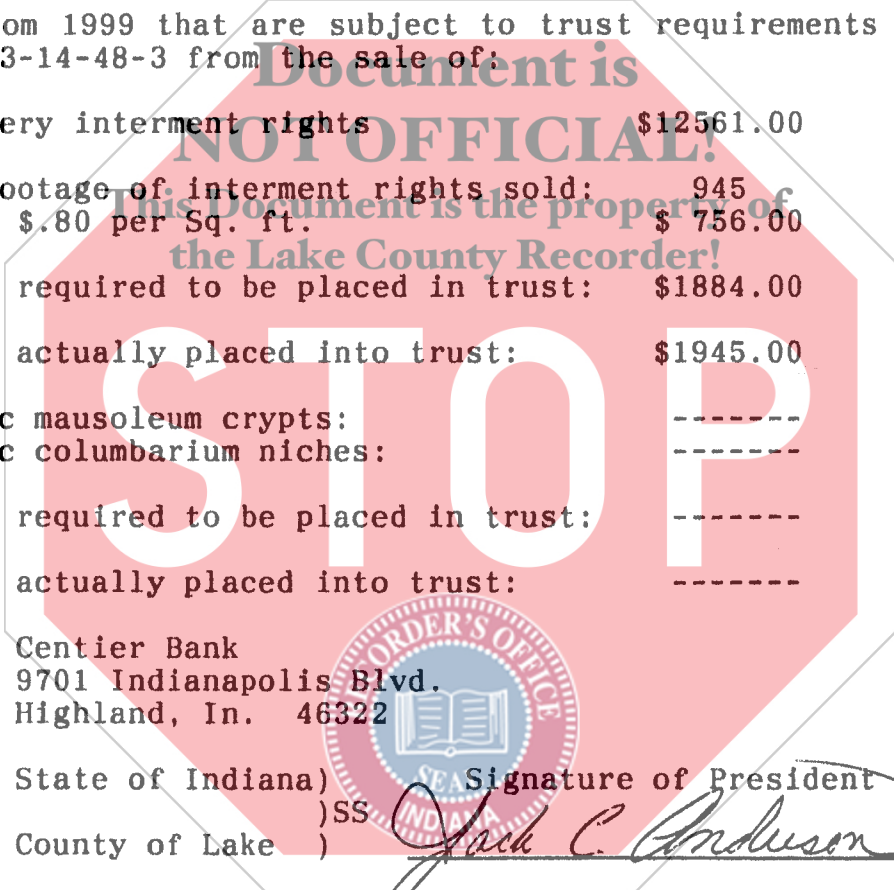 om 1999 that are subject to trust requirements
3-14-48-3 from the sale of:
Document is
ery interment rights $12561.00
NOT OFFICIAL!
ootage of interment rights sold: 945
This Document is the property of
$.80 per Sq. ft. $ 756.00
the Lake County Recorder!
required to be placed in trust: $1884.00
actually placed into trust: $1945.00
STOP
c mausoleum crypts: -------
c columbarium niches: -------
required to be placed in trust: -------
actually placed into trust: -------
Centier Bank
9701 Indianapolis Blvd.
Highland, In. 46322
RECORDER'S OFFICE
SEAL
INDIANA
State of Indiana) Signature of President
)SS
County of Lake ) Jack C. Anderson